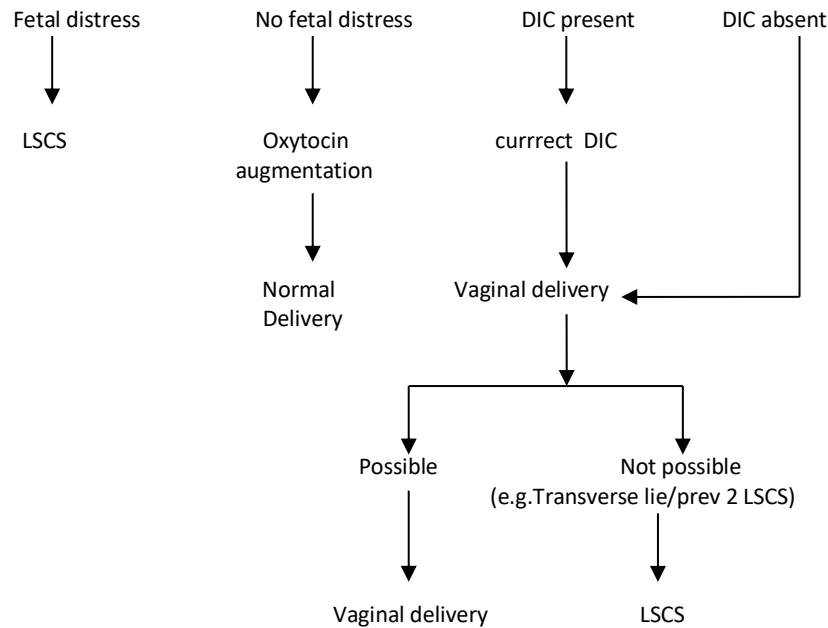 Fetal distress No fetal distress DIC present DIC absent
LSCS Oxytocin currrect DIC
augmentation
Normal Vaginal delivery
Delivery
Possible Not possible
(e.g.Transverse lie/prev 2 LSCS)
Vaginal delivery LSCS